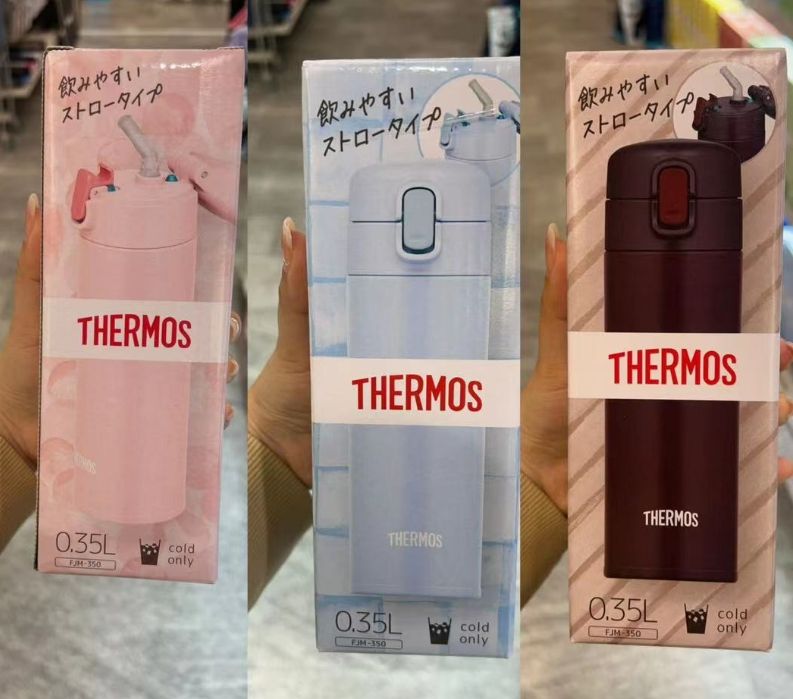 飲みやすい
ストロータイプ
THERMOS
0.35L
FJM-350
cold
only
飲みやすい
ストロータイプ
THERMOS
THERMOS
0.35L
FJM-350
cold
only
飲みやすい
ストロータイプ
THERMOS
THERMOS
0.35L
FJM-350
cold
only